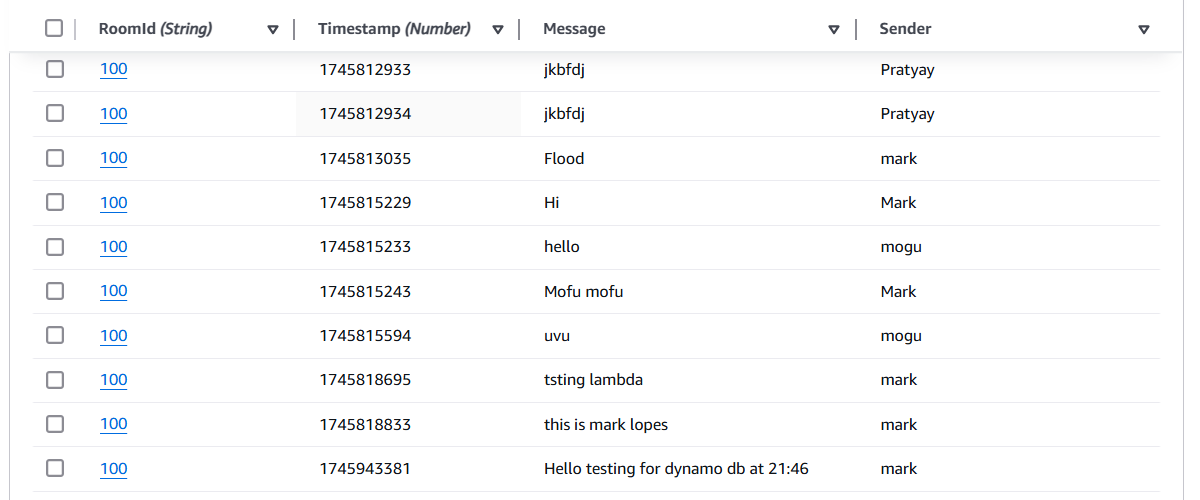 RoomId (String) Timestamp (Number) Message Sender
100 1745812933 jkbfdj Pratyay
100 1745812934 jkbfdj Pratyay
100 1745813035 Flood mark
100 1745815229 Hi Mark
100 1745815233 hello mogu
100 1745815243 Mofu mofu Mark
100 1745815594 uvu mogu
100 1745818695 tsting lambda mark
100 1745818833 this is mark lopes mark
100 1745943381 Hello testing for dynamo db at 21:46 mark